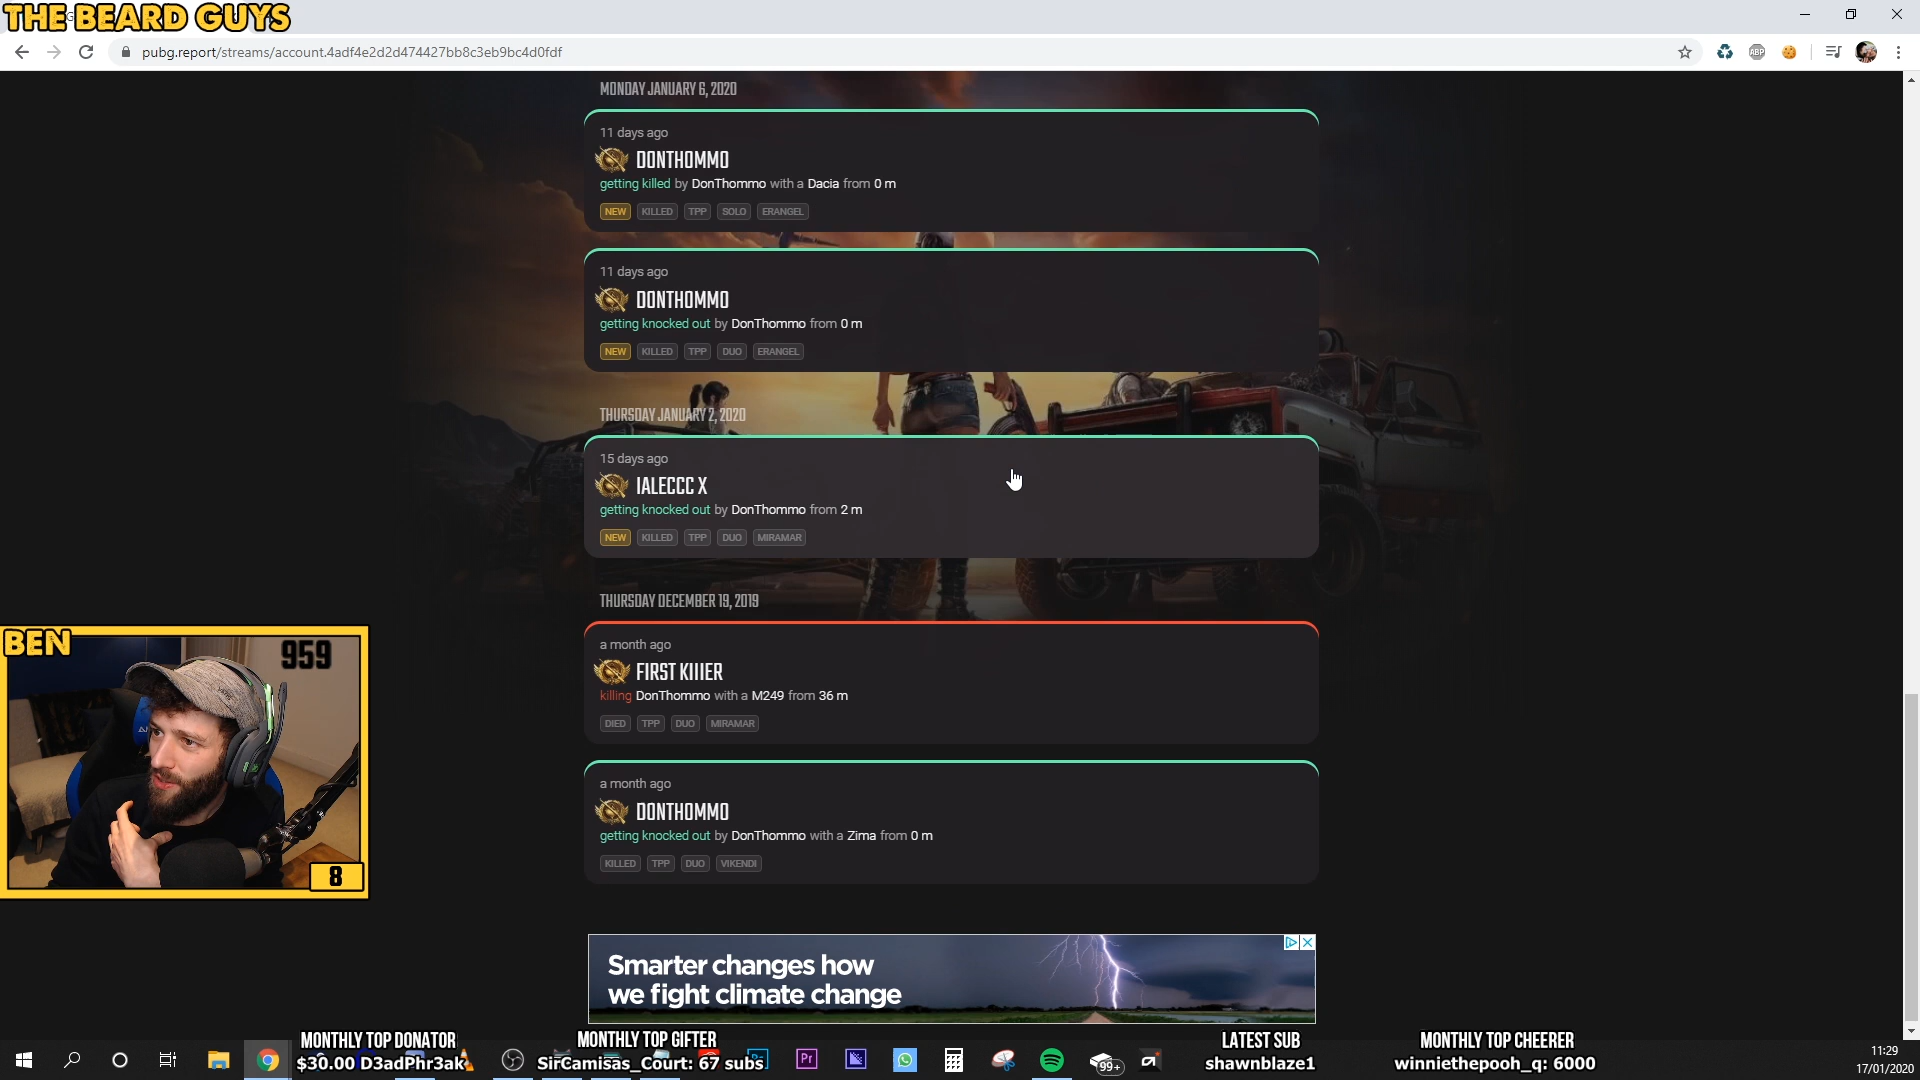 THE BEARD GUYS
pubg.report/streams/account.4adf4e2d2d474427bb8c3eb9bc4d0fdf
ABP
MONDAY JANUARY 6, 2020
11 days ago
DONTHOMMO
getting killed by DonThommo with a Dacia from 0 m
NEW KILLED TPP SOLO ERANGEL
11 days ago
DONTHOMMO
getting knocked out by DonThommo from 0 m
NEW KILLED TPP DUO ERANGEL
THURSDAY JANUARY 2, 2020
15 days ago
IALECCC X
getting knocked out by DonThommo from 2 m
NEW KILLED TPP DUO MIRAMAR
THURSDAY DECEMBER 19, 2019
a month ago
FIRST KIIIER
killing DonThommo with a M249 from 36 m
DIED TPP DUO MIRAMAR
a month ago
DONTHOMMO
getting knocked out by DonThommo with a Zima from 0 m
KILLED TPP DUO VIKENDI
BEN
959
8
Smarter changes how
we fight climate change
MONTHLY TOP DONATOR
$30.00 D3adPhr3ak
MONTHLY TOP GIFTER
SirCamisas_Court: 67 subs
Pr
99+
LATEST SUB
shawnblaze1
MONTHLY TOP CHEERER
winniethepooh_q: 6000
11:29
17/01/2020